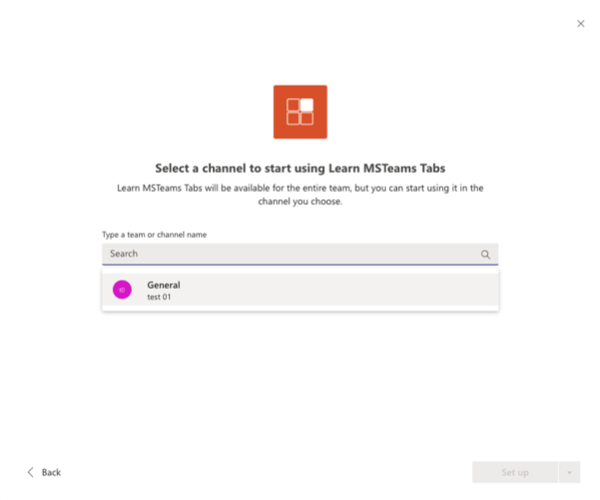 Select a channel to start using Learn MSTeams Tabs
Learn MSTeams Tabs will be available for the entire team, but you can start using it in the
channel you choose.
Type a team or channel name
Search
General
test 01
Back
Set up